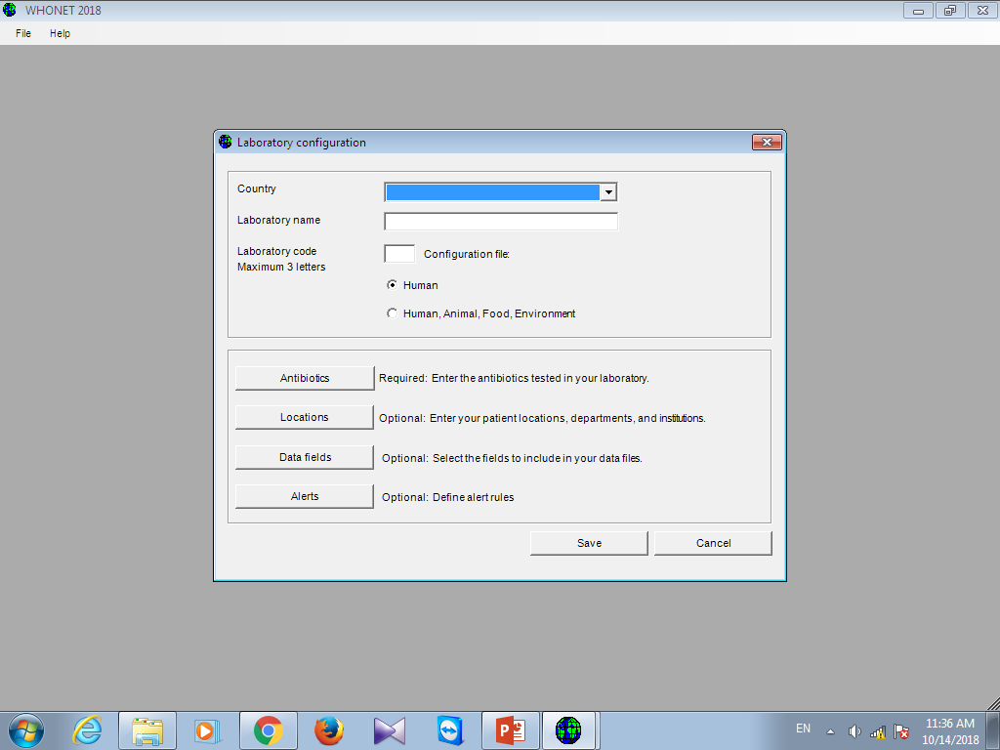 WHONET 2018
File Help
Laboratory configuration
Country
Laboratory name
Laboratory code
Maximum 3 letters
Configuration file:
Human
Human, Animal, Food, Environment
Antibiotics Required: Enter the antibiotics tested in your laboratory.
Locations Optional: Enter your patient locations, departments, and institutions.
Data fields Optional: Select the fields to include in your data files.
Alerts Optional: Define alert rules
Save Cancel
EN
11:36 AM
10/14/2018